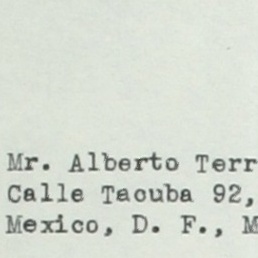 Mr. Alberto Terr
Calle Tacuba 92,
Mexico, D. F., M